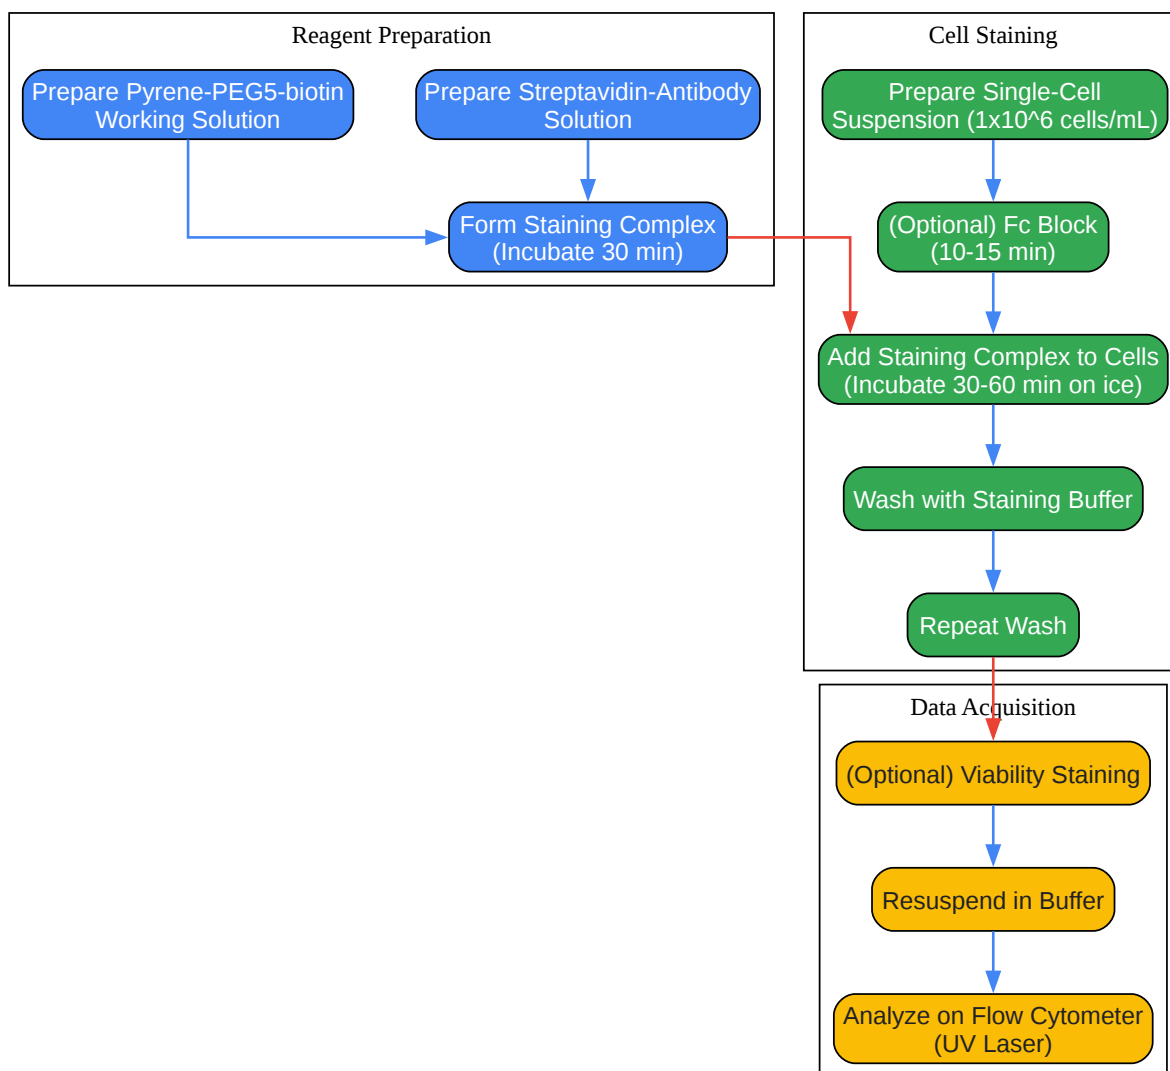 Reagent Preparation
Prepare Pyrene-PEG5-biotin
Working Solution
Prepare Streptavidin-Antibody
Solution
Form Staining Complex
(Incubate 30 min)
Cell Staining
Prepare Single-Cell
Suspension (1x10^6 cells/mL)
(Optional) Fc Block
(10-15 min)
Add Staining Complex to Cells
(Incubate 30-60 min on ice)
Wash with Staining Buffer
Repeat Wash
Data Acquisition
(Optional) Viability Staining
Resuspend in Buffer
Analyze on Flow Cytometer
(UV Laser)